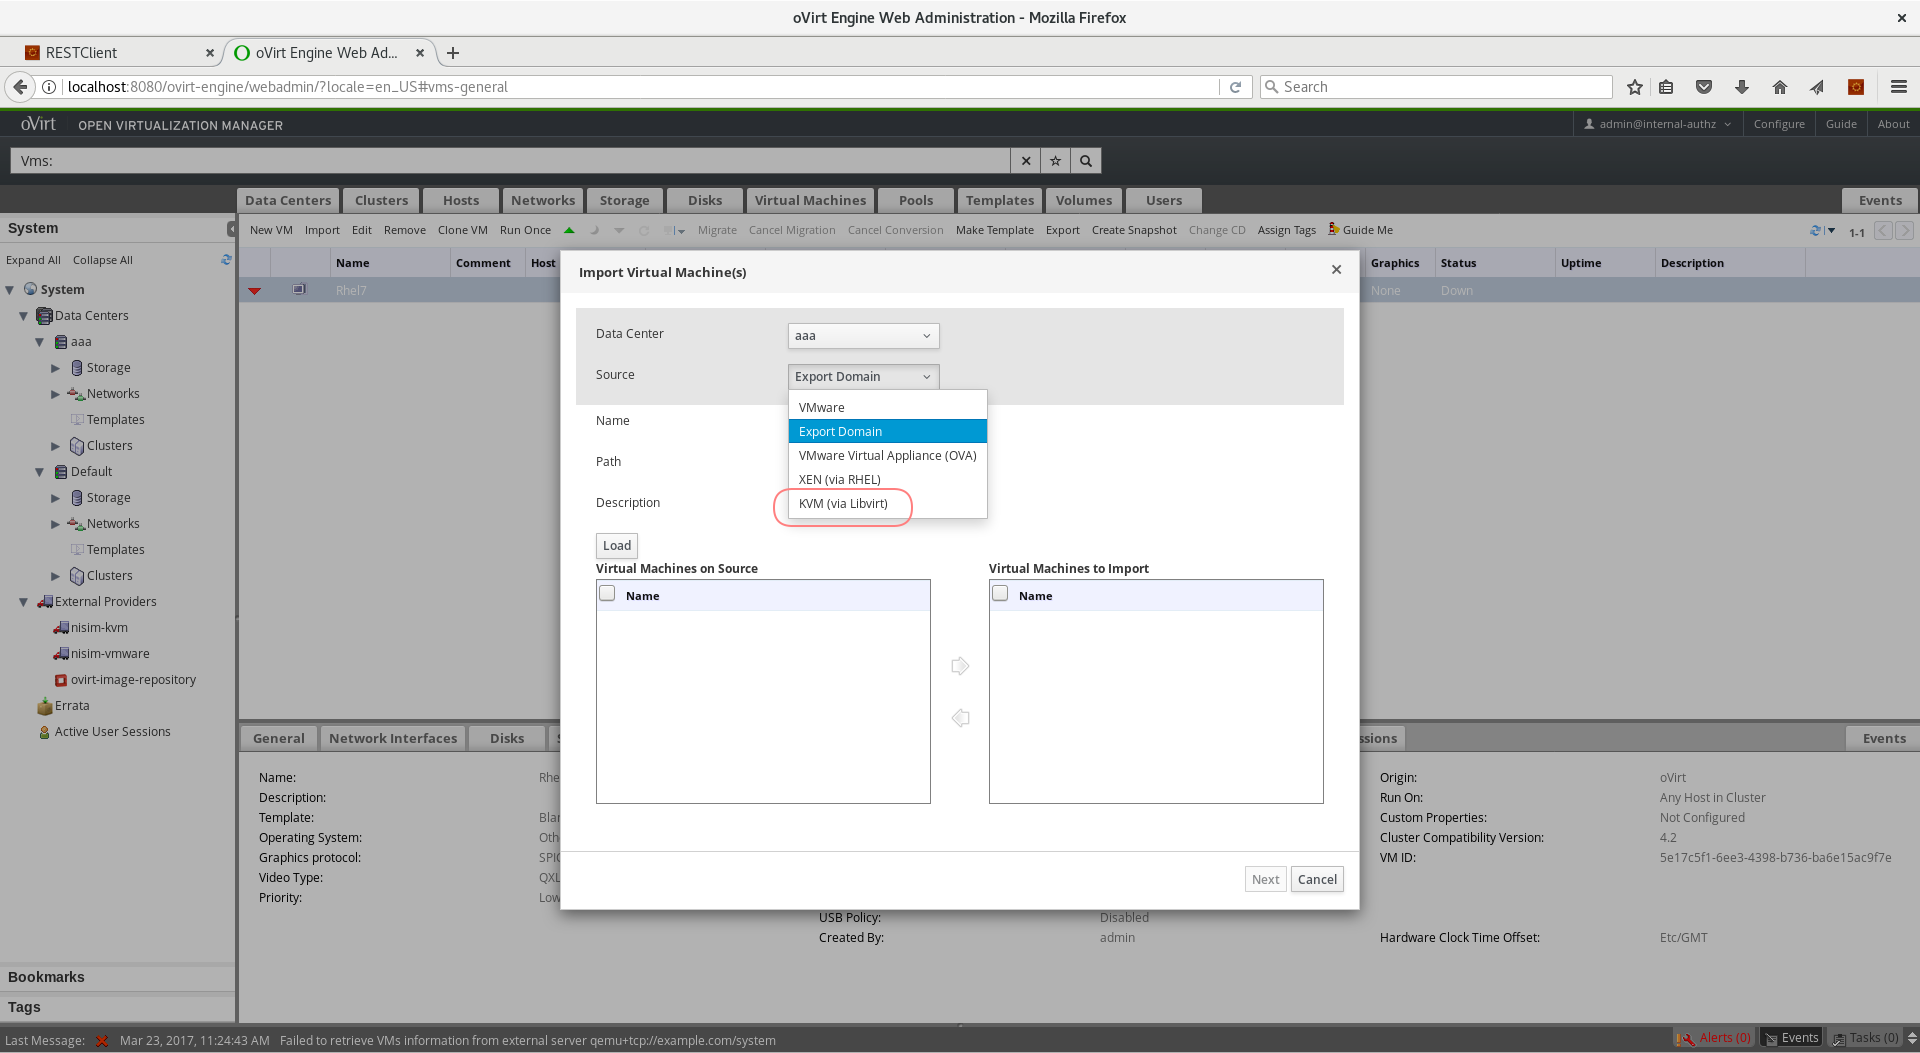 oVirt Engine Web Administration - Mozilla Firefox
RESTClient
oVirt Engine Web Ad...
localhost:8080/ovirt-engine/webadmin/?locale=en_US#vms-general
Search
oVirt OPEN VIRTUALIZATION MANAGER
admin@internal-authz Configure Guide About
Vms:
Data Centers Clusters Hosts Networks Storage Disks Virtual Machines Pools Templates Volumes Users Events
System
New VM Import Edit Remove Clone VM Run Once Migrate Cancel Migration Cancel Conversion Make Template Export Create Snapshot Change CD Assign Tags Guide Me 1-1
Expand All Collapse All
Name Comment Host Graphics Status Uptime Description
Rhel7 None Down
System
Data Centers
aaa
Storage
Networks
Templates
Clusters
Default
Storage
Networks
Templates
Clusters
External Providers
nisim-kvm
nisim-vmware
ovirt-image-repository
Errata
Active User Sessions
Bookmarks
Tags
Import Virtual Machine(s)
Data Center aaa
Source Export Domain
VMware
Export Domain
VMware Virtual Appliance (OVA)
XEN (via RHEL)
KVM (via Libvirt)
Name
Path
Description
Load
Virtual Machines on Source Virtual Machines to Import
Name Name
Next Cancel
General Network Interfaces Disks S ssions Events
Name: Rhe
Description:
Template: Blan
Operating System: Oth
Graphics protocol: SPIC
Video Type: QXL
Priority: Low
USB Policy: Disabled
Created By: admin
Origin: oVirt
Run On: Any Host in Cluster
Custom Properties: Not Configured
Cluster Compatibility Version: 4.2
VM ID: 5e17c5f1-6ee3-4398-b736-ba6e15ac9f7e
Hardware Clock Time Offset: Etc/GMT
Last Message: Mar 23, 2017, 11:24:43 AM Failed to retrieve VMs information from external server qemu+tcp://example.com/system
Alerts (0) Events Tasks (0)